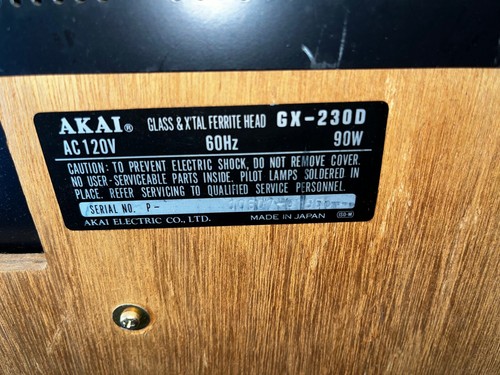 AKAI® GLASS & X'TAL FERRITE HEAD GX-230D
AC 120V 60Hz 90W
CAUTION: TO PREVENT ELECTRIC SHOCK, DO NOT REMOVE COVER.
NO USER-SERVICEABLE PARTS INSIDE. PILOT LAMPS SOLDERED IN
PLACE. REFER SERVICING TO QUALIFIED SERVICE PERSONNEL.
SERIAL NO. P-
AKAI ELECTRIC CO., LTD. MADE IN JAPAN